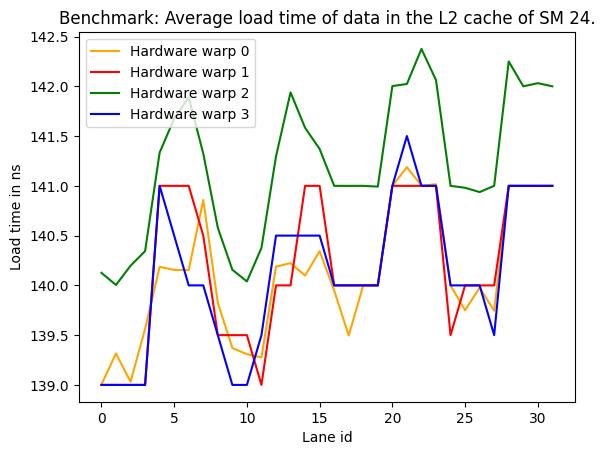 Benchmark: Average load time of data in the L2 cache of SM 24.
142.5
142.0
141.5
141.0
140.5
140.0
139.5
139.0
Load time in ns
Hardware warp 0
Hardware warp 1
Hardware warp 2
Hardware warp 3
0 5 10 15 20 25 30
Lane id